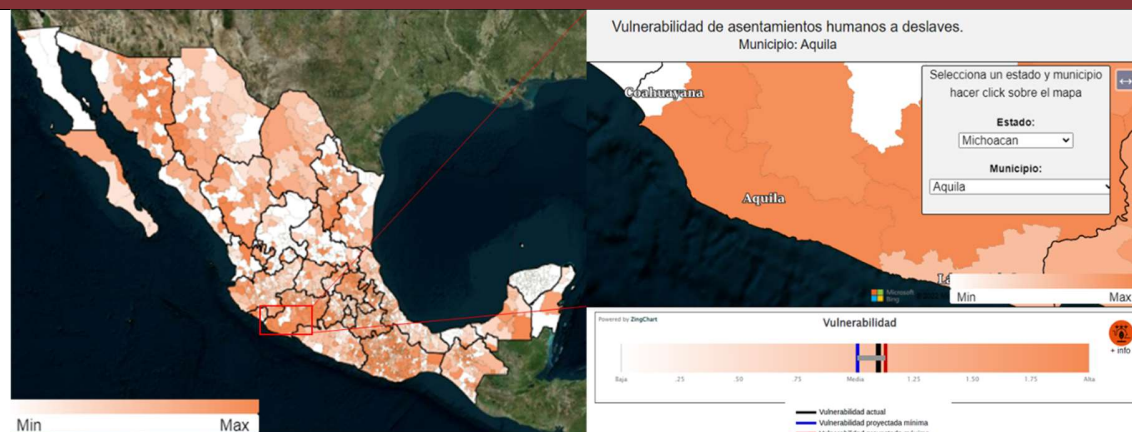 Vulnerabilidad de asentamientos humanos a deslaves.
Municipio: Aquila
Coahuayana
Aquila
Selecciona un estado y municipio
hacer click sobre el mapa
Estado:
Michoacan
Municipio:
Aquila
Microsoft
Bing
Min Max
Min Max
Powered by ZingChart
Vulnerabilidad
+ info
Baja .25 .50 .75 Media 1.25 1.50 1.75 Alta
Vulnerabilidad actual
Vulnerabilidad proyectada mínima